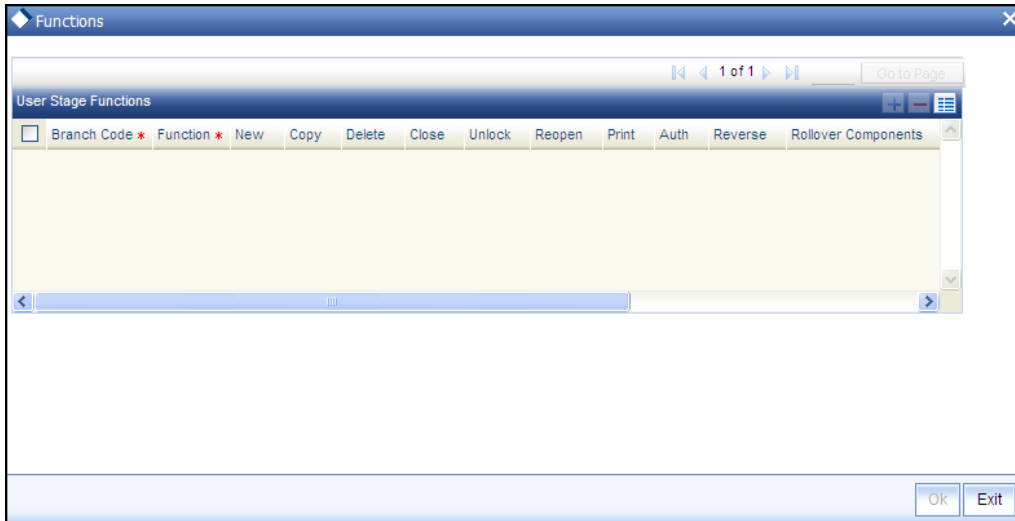 Functions
1 of 1 Go to Page
User Stage Functions
Branch Code * Function * New Copy Delete Close Unlock Reopen Print Auth Reverse Rollover Components
Ok Exit